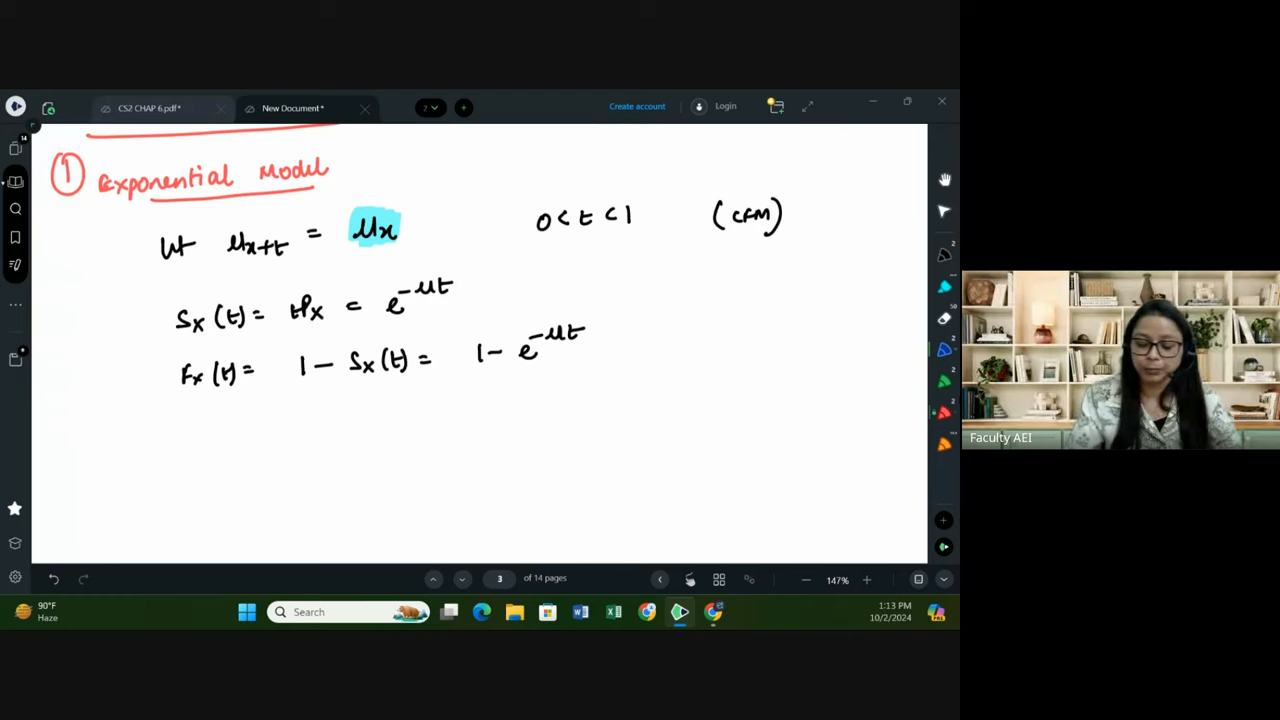 CS2 CHAP 6.pdf*
New Document*
2
Create account
Login
① Exponential Model
Let μx+t = μx 0 < t < 1 (CFM)
Sx(t) = tPx = e^-μt
Fx(t) = 1 - Sx(t) = 1 - e^-μt
Faculty AEI
3 of 14 pages
147%
90°F
Haze
Search
1:13 PM
10/2/2024